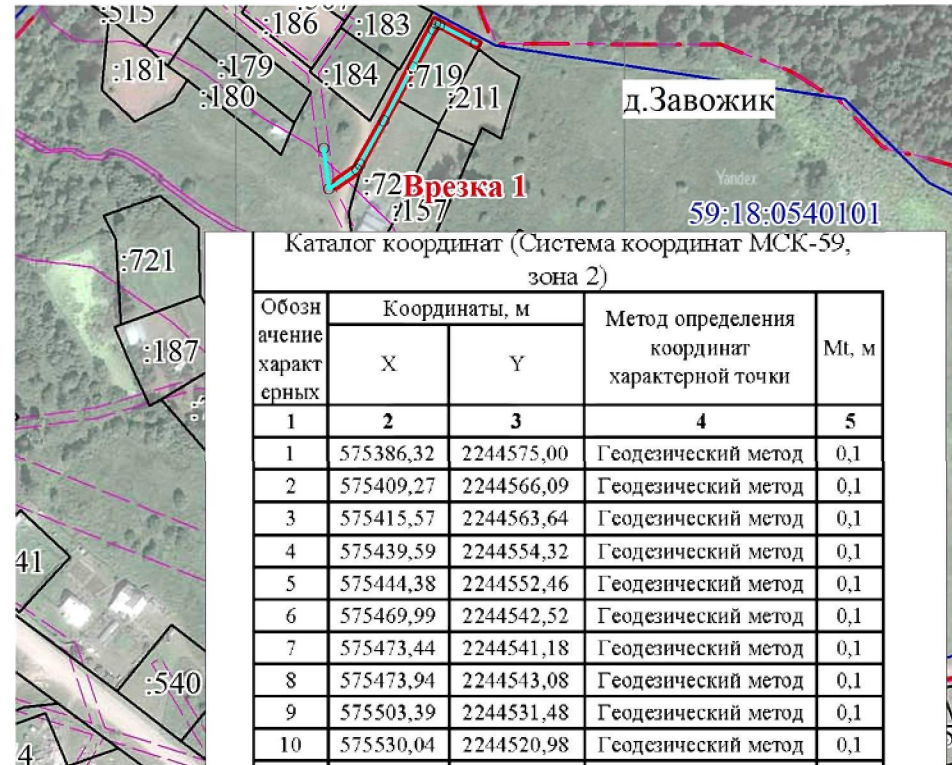 :515
:186
:183
:181
:179
:184
:719
:180
:211
д.Завожик
Yandex
Врезка 1
:157
59:18:0540101
:721
:187
41
:540
4
Каталог координат (Система координат МСК-59,
зона 2)
Обозн
ачение
характ
ерных
Координаты, м
X
Y
Метод определения
координат
характерной точки
Mt, м
1 2 3 4 5
1 575386,32 2244575,00 Геодезический метод 0,1
2 575409,27 2244566,09 Геодезический метод 0,1
3 575415,57 2244563,64 Геодезический метод 0,1
4 575439,59 2244554,32 Геодезический метод 0,1
5 575444,38 2244552,46 Геодезический метод 0,1
6 575469,99 2244542,52 Геодезический метод 0,1
7 575473,44 2244541,18 Геодезический метод 0,1
8 575473,94 2244543,08 Геодезический метод 0,1
9 575503,39 2244531,48 Геодезический метод 0,1
10 575530,04 2244520,98 Геодезический метод 0,1